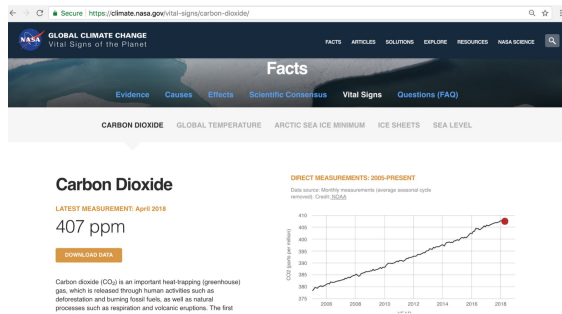 Secure https://climate.nasa.gov/vital-signs/carbon-dioxide/
NASA
GLOBAL CLIMATE CHANGE
Vital Signs of the Planet
FACTS ARTICLES SOLUTIONS EXPLORE RESOURCES NASA SCIENCE
Facts
Evidence Causes Effects Scientific Consensus Vital Signs Questions (FAQ)
CARBON DIOXIDE GLOBAL TEMPERATURE ARCTIC SEA ICE MINIMUM ICE SHEETS SEA LEVEL
Carbon Dioxide
LATEST MEASUREMENT: April 2018
407 ppm
DOWNLOAD DATA
Carbon dioxide (CO₂) is an important heat-trapping (greenhouse)
gas, which is released through human activities such as
deforestation and burning fossil fuels, as well as natural
processes such as respiration and volcanic eruptions. The first
DIRECT MEASUREMENTS: 2005-PRESENT
Data source: Monthly measurements (average seasonal cycle
removed). Credit: NOAA
CO2 (parts per million)
410
405
400
395
390
385
380
375
2006 2008 2010 2012 2014 2016 2018
YEAR